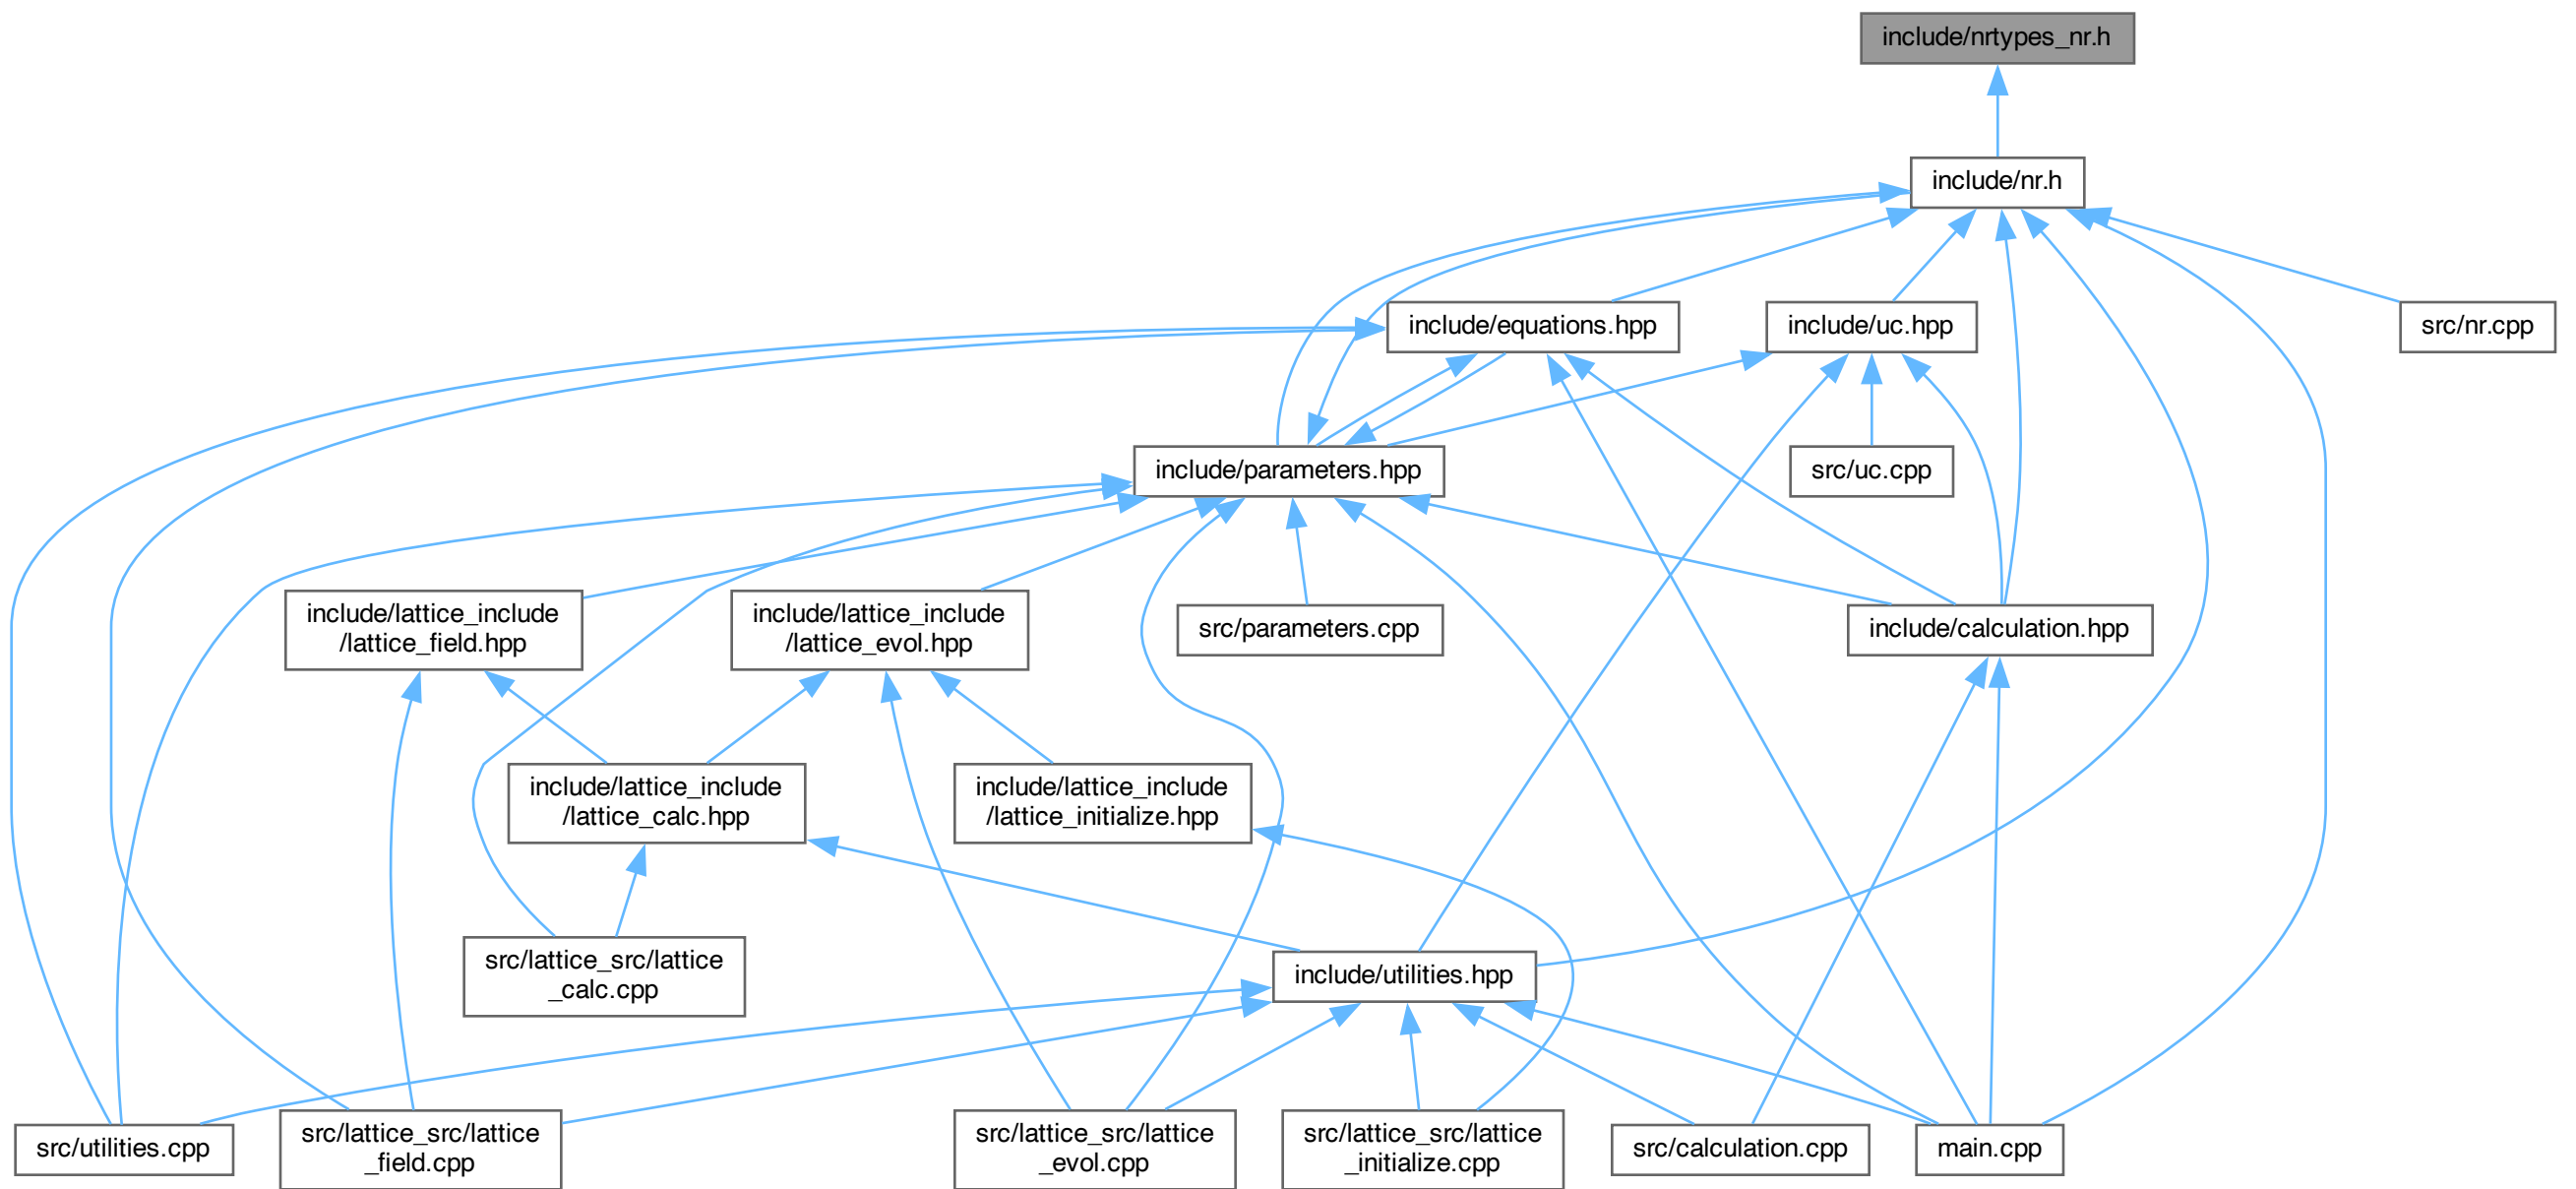 include/nrtypes_nr.h
include/nr.h
include/equations.hpp
include/uc.hpp
src/nr.cpp
include/parameters.hpp
src/uc.cpp
include/lattice_include
/lattice_field.hpp
include/lattice_include
/lattice_evol.hpp
src/parameters.cpp
include/calculation.hpp
include/lattice_include
/lattice_calc.hpp
include/lattice_include
/lattice_initialize.hpp
src/lattice_src/lattice
_calc.cpp
include/utilities.hpp
src/utilities.cpp
src/lattice_src/lattice
_field.cpp
src/lattice_src/lattice
_evol.cpp
src/lattice_src/lattice
_initialize.cpp
src/calculation.cpp
main.cpp